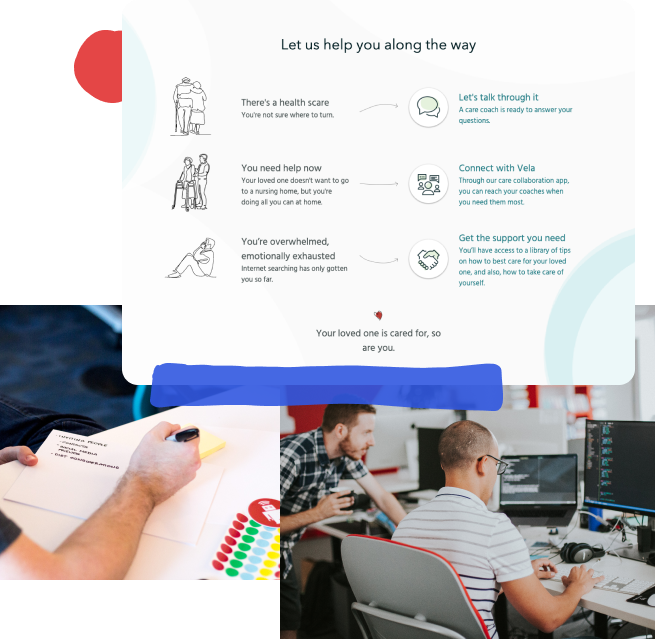 Let us help you along the way
There's a health scare
You're not sure where to turn.
Let's talk through it
A care coach is ready to answer your
questions.
You need help now
Your loved one doesn't want to go
to a nursing home, but you're
doing all you can at home.
Connect with Vela
Through our care collaboration app,
you can reach your coaches when
you need them most.
You're overwhelmed,
emotionally exhausted
Internet searching has only gotten
you so far.
Get the support you need
You'll have access to a library of tips
on how to best care for your loved
one, and also, how to take care of
yourself.
Your loved one is cared for, so
are you.
PEOPLE
SOCIAL MEDIA